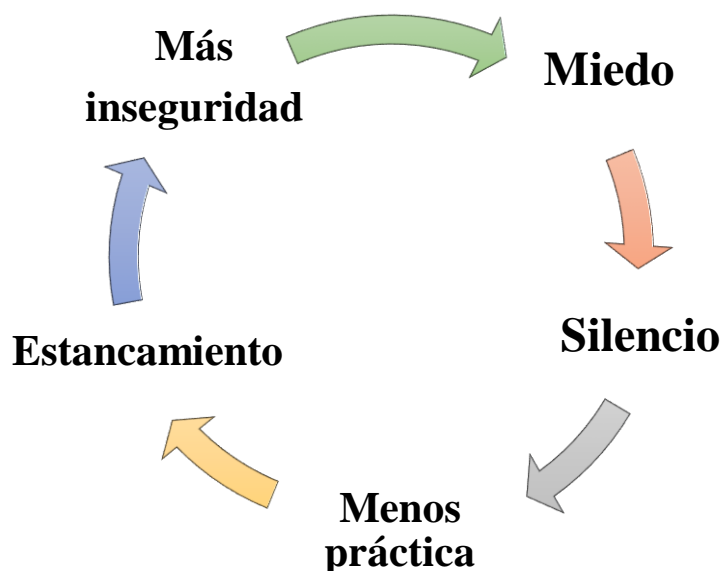 Más
inseguridad
Miedo
Silencio
Menos
práctica
Estancamiento